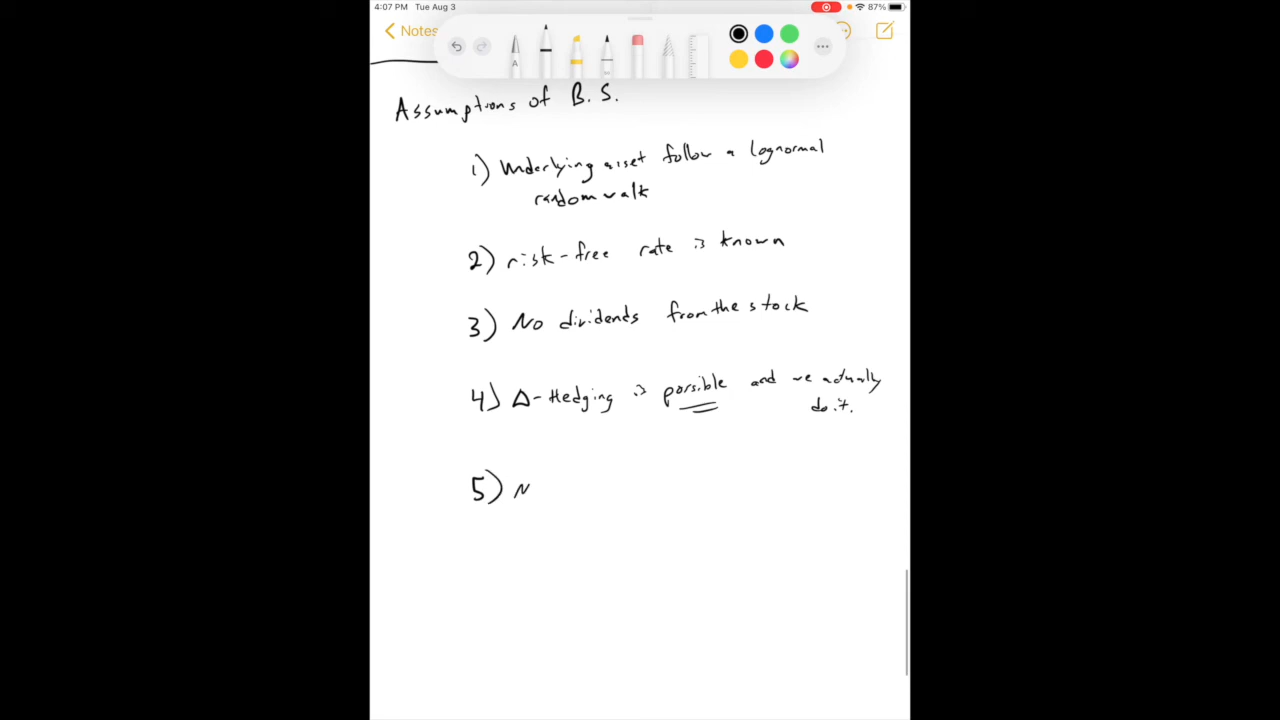 4:07 PM Tue Aug 3
87%
Notes
A
Assumptions of B. S.
1) Underlying asset follow a lognormal
random walk
2) risk-free rate is known
3) No dividends from the stock
4) Δ-Hedging is possible and we actually
do it.
5) N